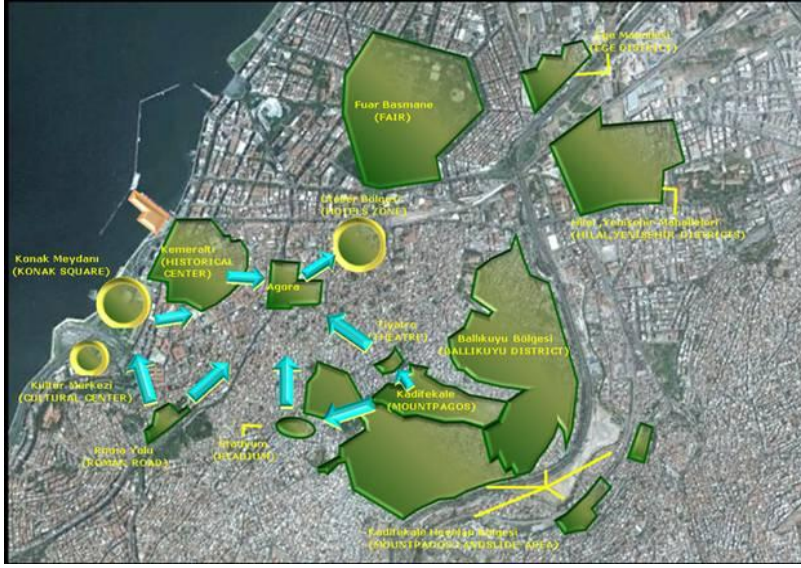 Ege Mahallesi
(EGE DISTRICT)
Fuar Basmane
(FAIR)
Oteller Bölgesi
(HOTELS ZONE)
Hilal, Yenişehir Mahalleleri
(HILAL, YENISEHIR DISTRICTS)
Kemeraltı
(HISTORICAL
CENTER)
Konak Meydanı
(KONAK SQUARE)
Agora
Tiyatro
(THEATRE)
Ballıkuyu Bölgesi
(BALLIKUYU DISTRICT)
Kültür Merkezi
(CULTURAL CENTER)
Kadifekale
(MOUNTPAGOS)
Roma Yolu
(ROMAN ROAD)
Stadyum
(STADIUM)
Kadifekale Heyelan Bölgesi
(MOUNTPAGOS LANDSLIDE AREA)